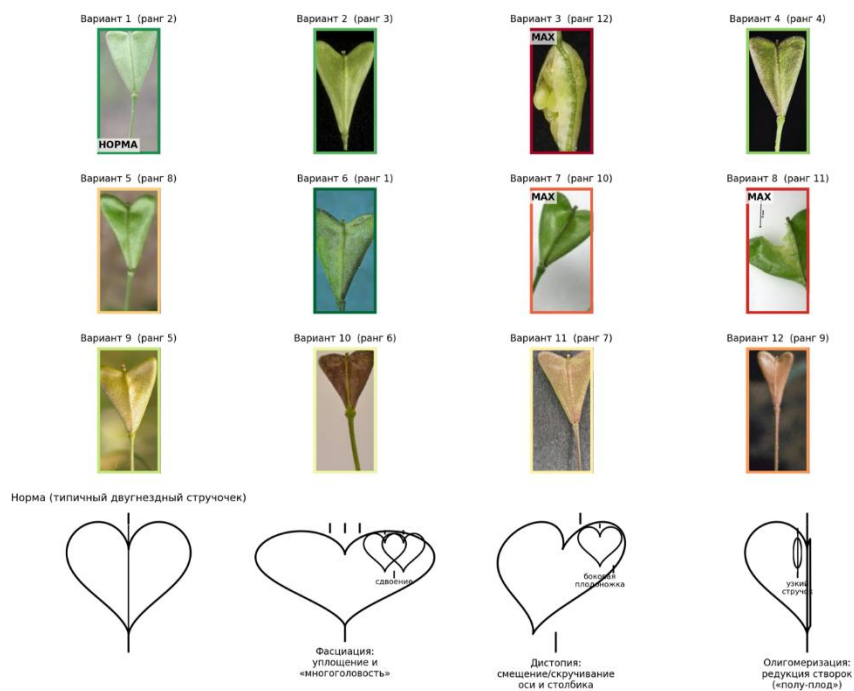 Вариант 1 (ранг 2)
Вариант 2 (ранг 3)
Вариант 3 (ранг 12)
Вариант 4 (ранг 4)
НОРМА
MAX
Вариант 5 (ранг 8)
Вариант 6 (ранг 1)
Вариант 7 (ранг 10)
Вариант 8 (ранг 11)
MAX
MAX
Вариант 9 (ранг 5)
Вариант 10 (ранг 6)
Вариант 11 (ранг 7)
Вариант 12 (ранг 9)
Норма (типичный двугнездный стручочек)
сдвоение
Фасциация:
уплощение и
«многоголовость»
боковая
плодоножка
Дистопия:
смещение/скручивание
оси и столбика
узкий
стручок
Олигомеризация:
редукция створок
(«полу-плод»)